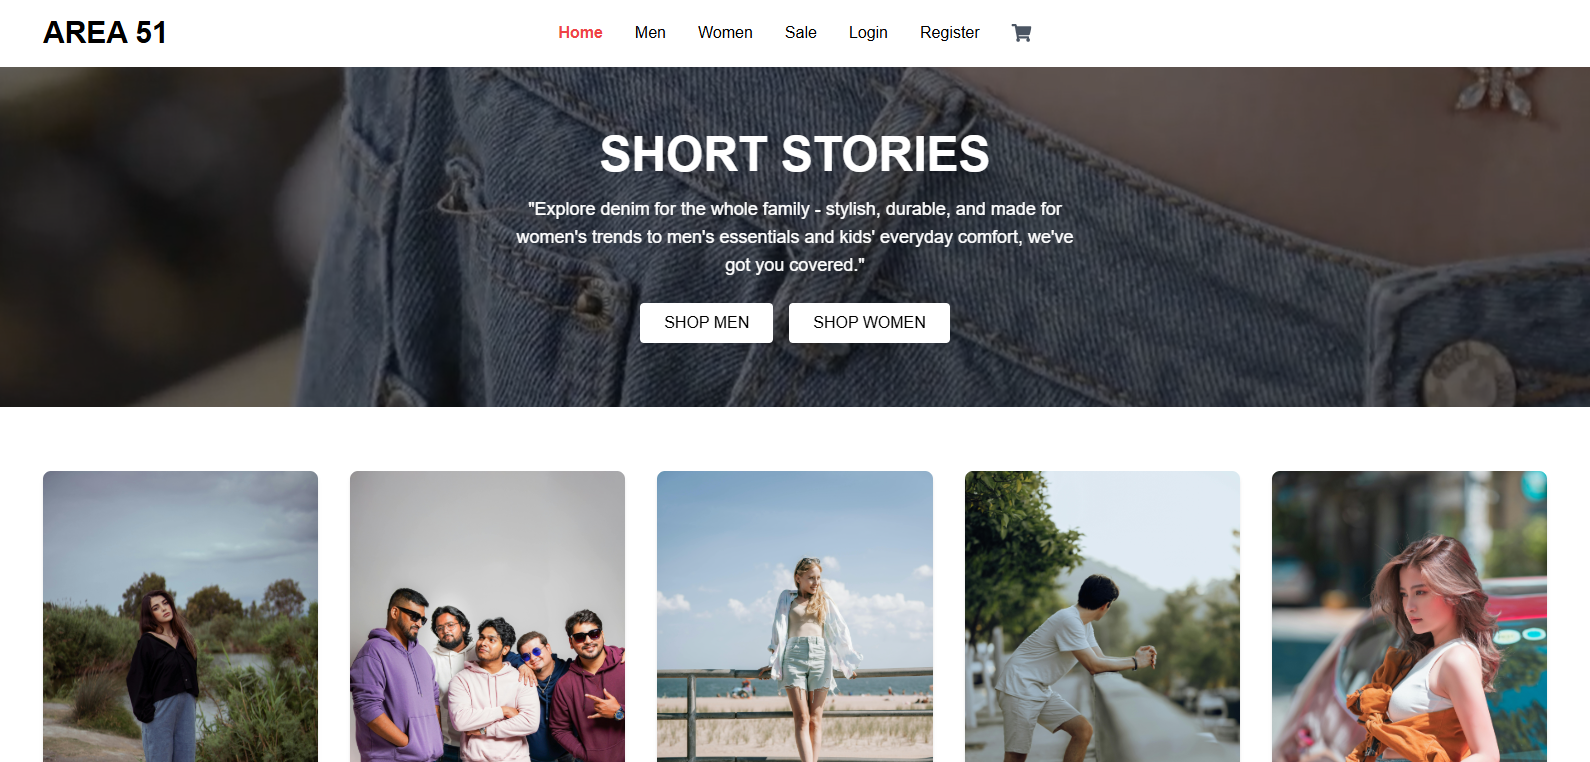 AREA 51
Home Men Women Sale Login Register
SHORT STORIES
"Explore denim for the whole family - stylish, durable, and made for
women's trends to men's essentials and kids' everyday comfort, we've
got you covered."
SHOP MEN SHOP WOMEN